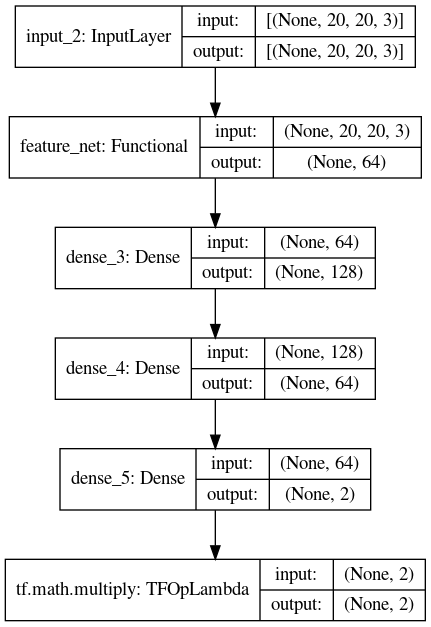 input_2: InputLayer
input:
[(None, 20, 20, 3)]
output:
[(None, 20, 20, 3)]
feature_net: Functional
input:
(None, 20, 20, 3)
output:
(None, 64)
dense_3: Dense
input:
(None, 64)
output:
(None, 128)
dense_4: Dense
input:
(None, 128)
output:
(None, 64)
dense_5: Dense
input:
(None, 64)
output:
(None, 2)
tf.math.multiply: TFOpLambda
input:
(None, 2)
output:
(None, 2)